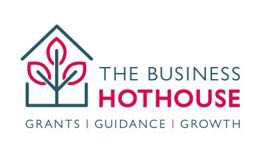 THE BUSINESS
HOTHOUSE
GRANTS | GUIDANCE | GROWTH